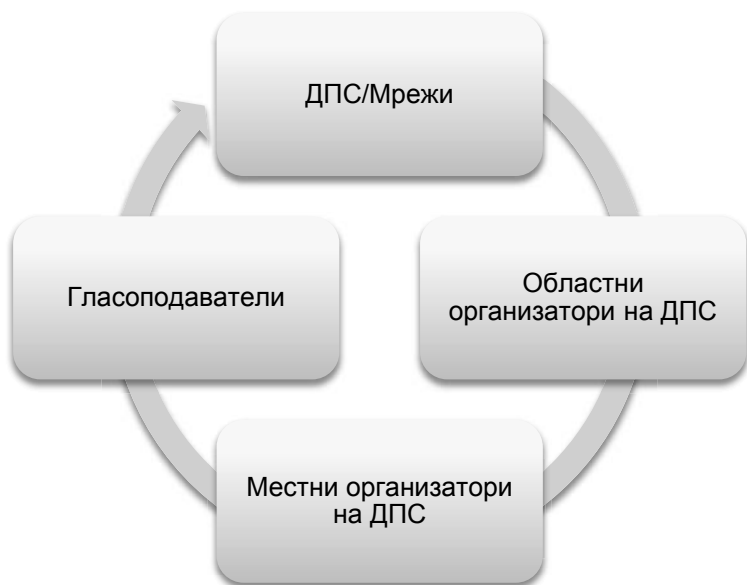 ДПС/Мрежи
Гласоподаватели
Областни
организатори на ДПС
Местни организатори
на ДПС